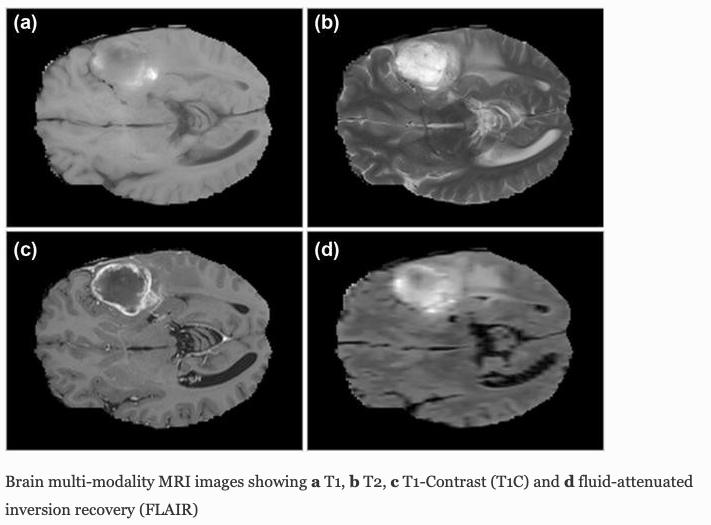 (a)
(b)
(c)
(d)
Brain multi-modality MRI images showing a T1, b T2, c T1-Contrast (T1C) and d fluid-attenuated
inversion recovery (FLAIR)